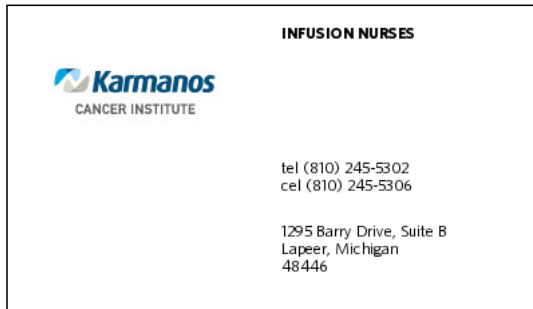 INFUSION NURSES
Karmanos
CANCER INSTITUTE
tel (810) 245-5302
cel (810) 245-5306
1295 Barry Drive, Suite B
Lapeer, Michigan
48446